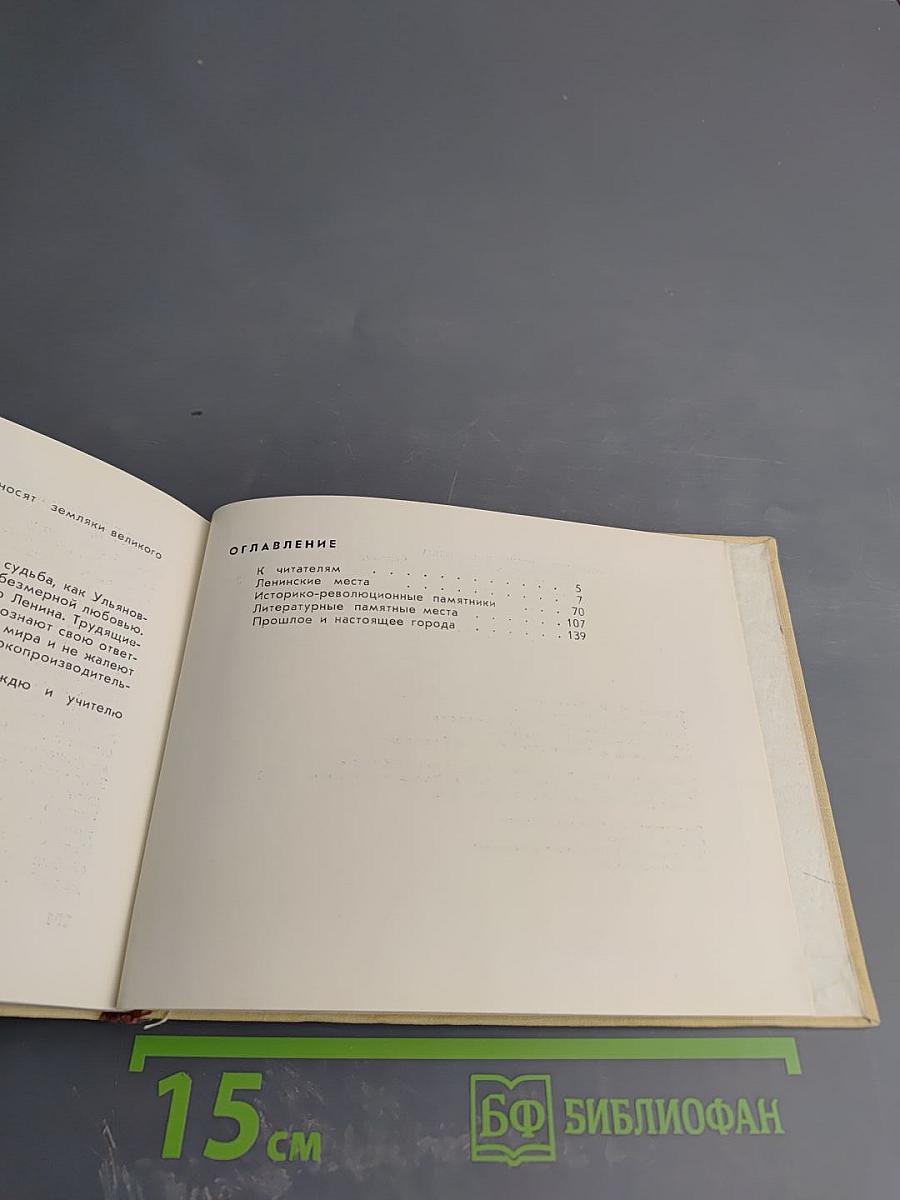 носят земляки великого
судьба, как Ульянов-
безмерной любовью.
Ленина. Трудящие-
ознают свою ответ-
мира и не жалеют
окопроизводитель-
ждю и учителю
ОГЛАВЛЕНИЕ
К читателям . . . . . . . . . . 5
Ленинские места . . . . . . . . 7
Историко-революционные памятники . . . 70
Литературные памятные места . . . . . 107
Прошлое и настоящее города . . . . . 139
15 см
БФ БИБЛИОФАН